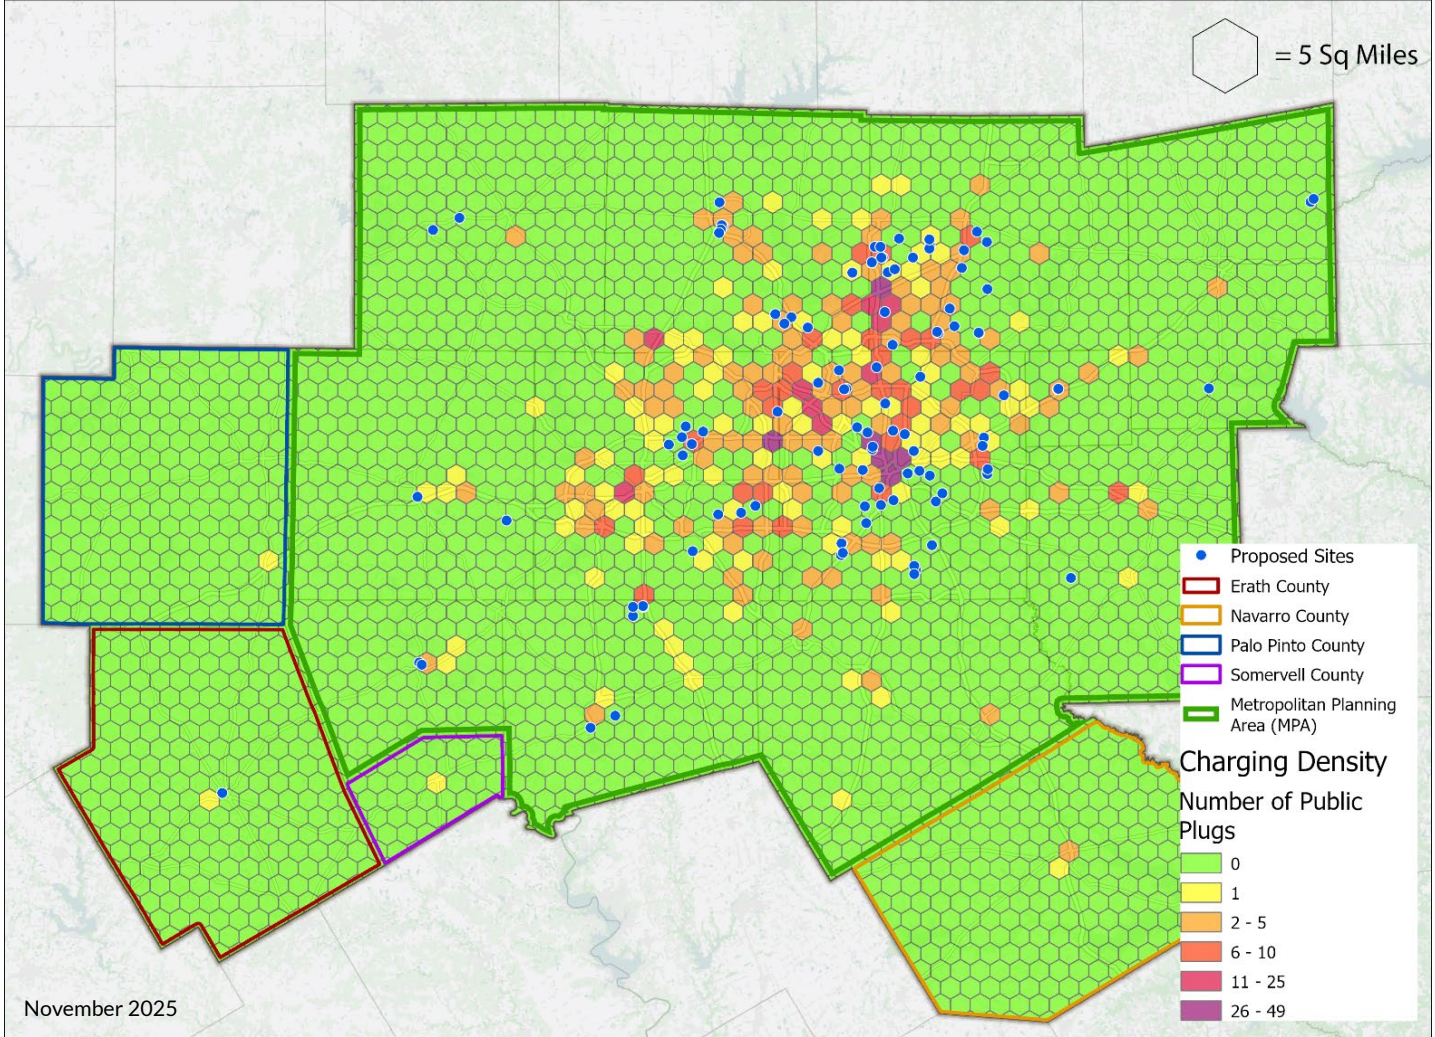 = 5 Sq Miles
Proposed Sites
Erath County
Navarro County
Palo Pinto County
Somervell County
Metropolitan Planning
Area (MPA)
Charging Density
Number of Public
Plugs
0
1
2 - 5
6 - 10
11 - 25
26 - 49
November 2025